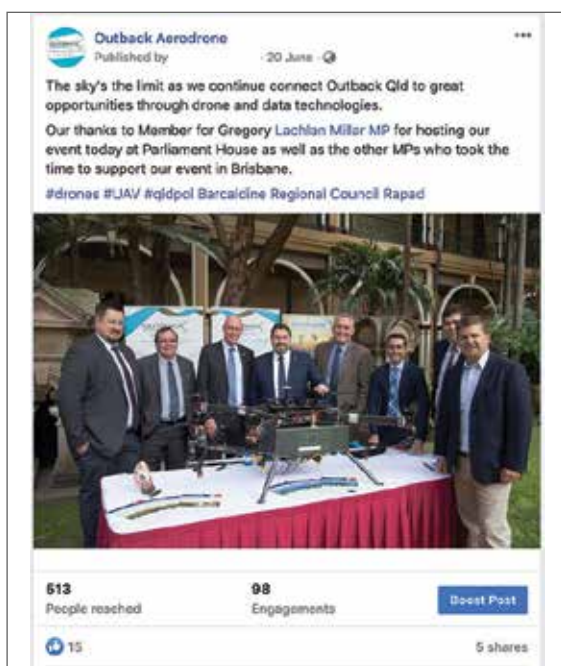 Outback Aerodrone
Published by · 20 June ·
The sky's the limit as we continue connect Outback Qld to great
opportunities through drone and data technologies.
Our thanks to Member for Gregory Lachlan Millar MP for hosting our
event today at Parliament House as well as the other MPs who took the
time to support our event in Brisbane.
#drones #UAV #qldpol Barcaldine Regional Council Rapad
513
People reached
98
Engagements
Boost Post
15
5 shares